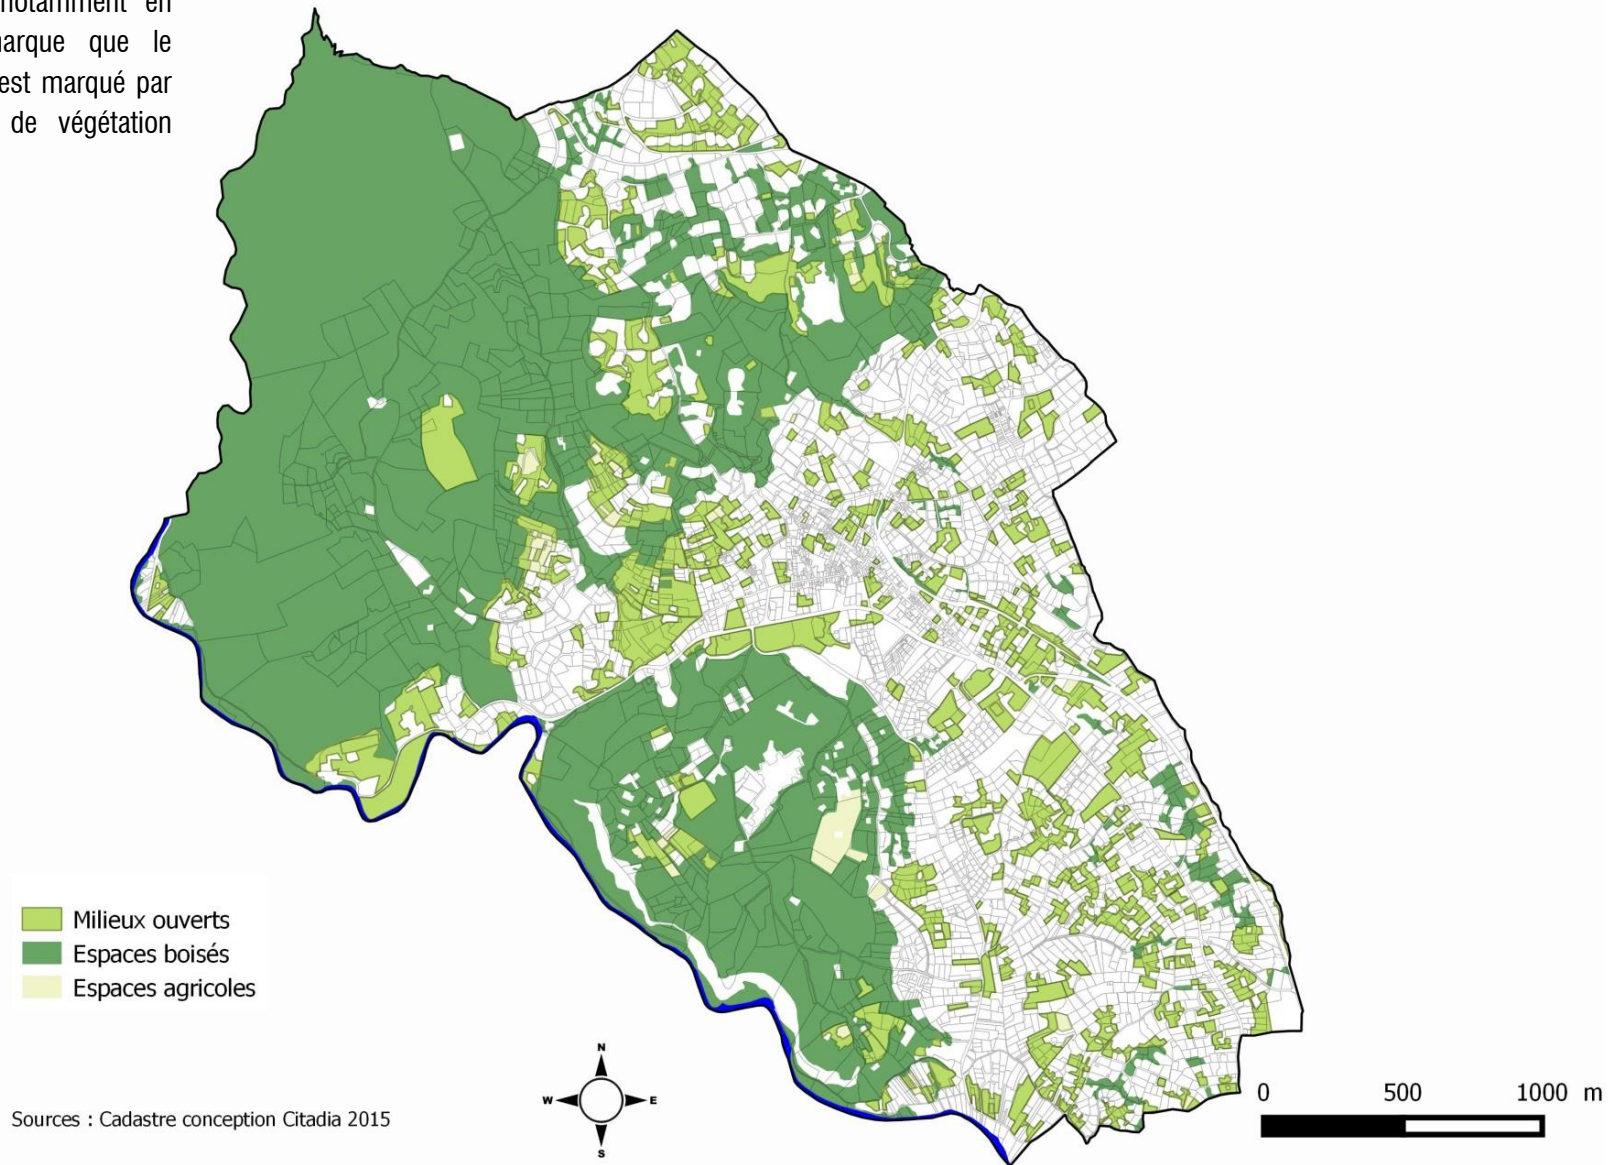 notamment en
marque que le
est marqué par
de végétation
Milieux ouverts
Espaces boisés
Espaces agricoles
N
W E
S
0 500 1000 m
Sources : Cadastre conception Citadia 2015